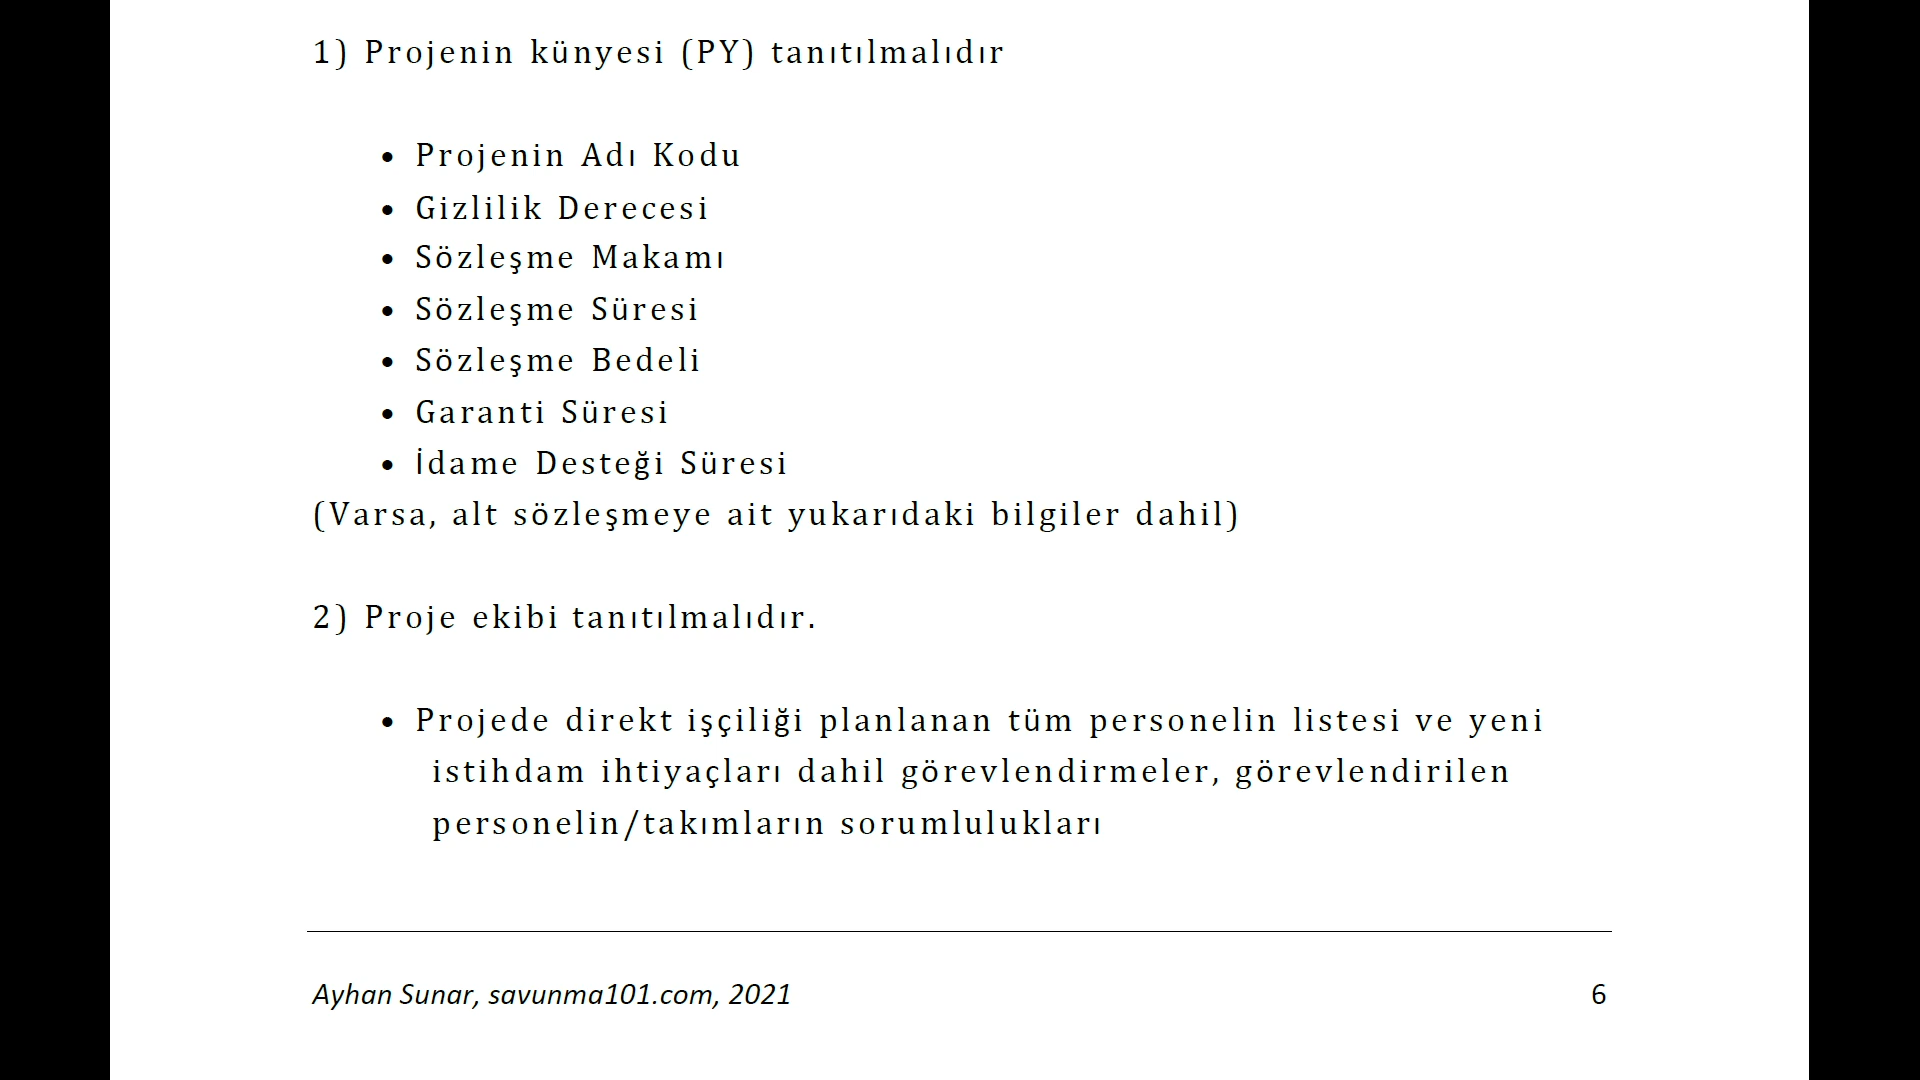 1) Projenin künyesi (PY) tanıtılmalıdır
• Projenin Adı Kodu
• Gizlilik Derecesi
• Sözleşme Makamı
• Sözleşme Süresi
• Sözleşme Bedeli
• Garanti Süresi
• İdame Desteği Süresi
(Varsa, alt sözleşmeye ait yukarıdaki bilgiler dahil)
2) Proje ekibi tanıtılmalıdır.
• Projede direkt işçiliği planlanan tüm personelin listesi ve yeni
istihdam ihtiyaçları dahil görevlendirmeler, görevlendirilen
personelin/takımların sorumlulukları
Ayhan Sunar, savunma101.com, 2021 6